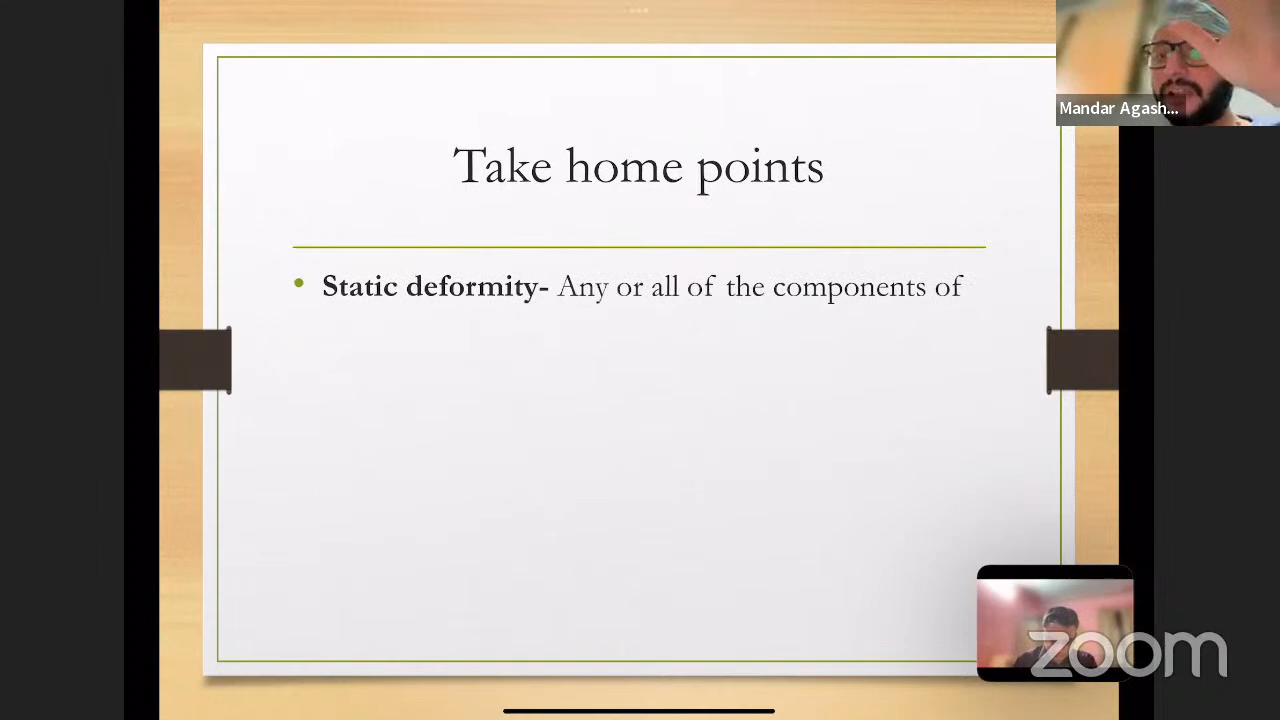 Mandar Agash...
Take home points
• Static deformity- Any or all of the components of
zoom